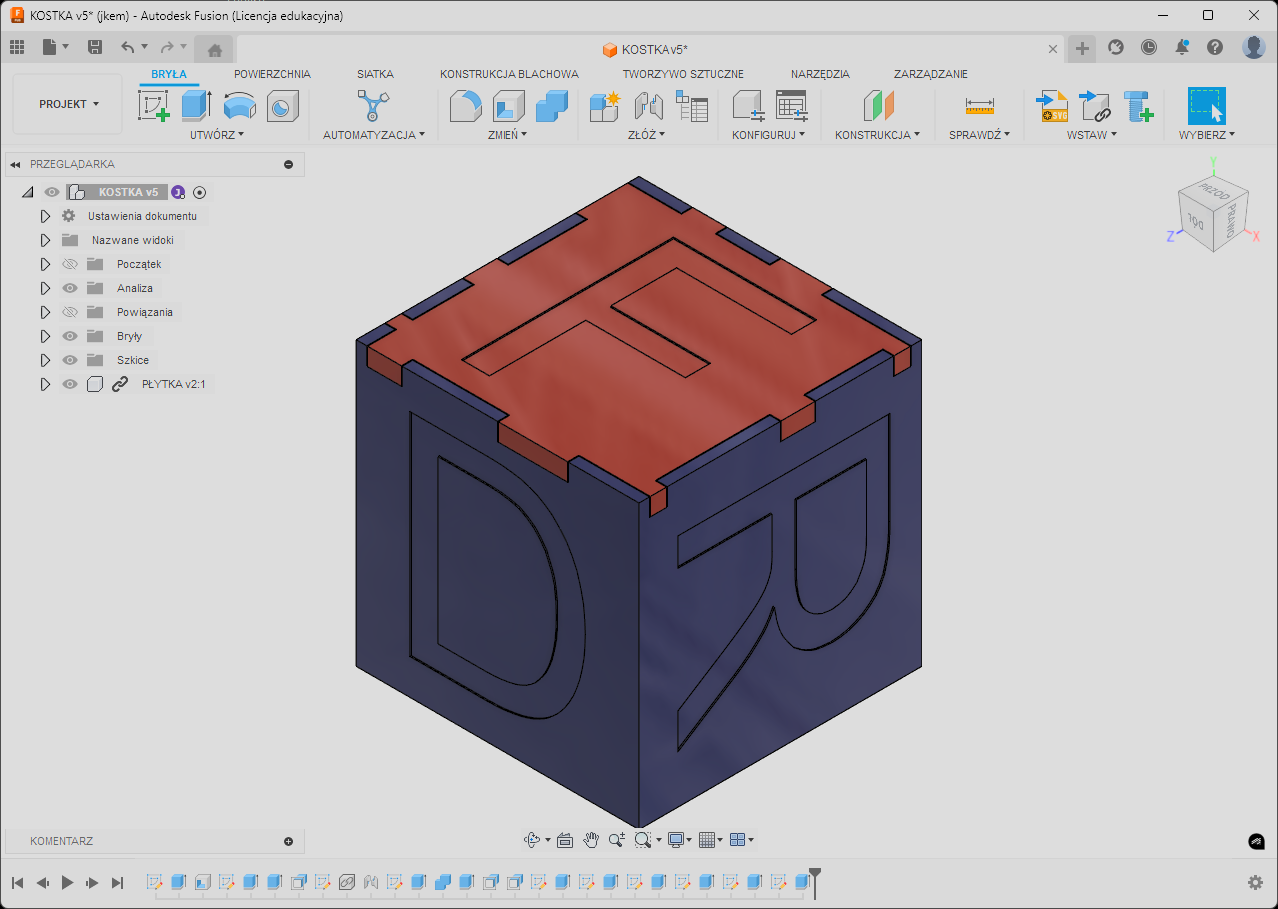 KOSTKA v5* (jkem) - Autodesk Fusion (Licencja edukacyjna)
KOSTKA v5*
BRYŁA POWIERZCHNIA SIATKA KONSTRUKCJA BLACHOWA TWORZYWO SZTUCZNE NARZĘDZIA ZARZĄDZANIE
PROJEKT
UTWÓRZ AUTOMATYZACJA ZMIEŃ ZŁÓŻ KONFIGURUJ KONSTRUKCJA SPRAWDŹ WSTAW WYBIERZ
PRZEGLĄDARKA
KOSTKA v5
Ustawienia dokumentu
Nazwane widoki
Początek
Analiza
Powiązania
Bryły
Szkice
PŁYTKA v2:1
Y
PRZÓD
DÓŁ
PRAWO
Z
X
F
D
R
KOMENTARZ